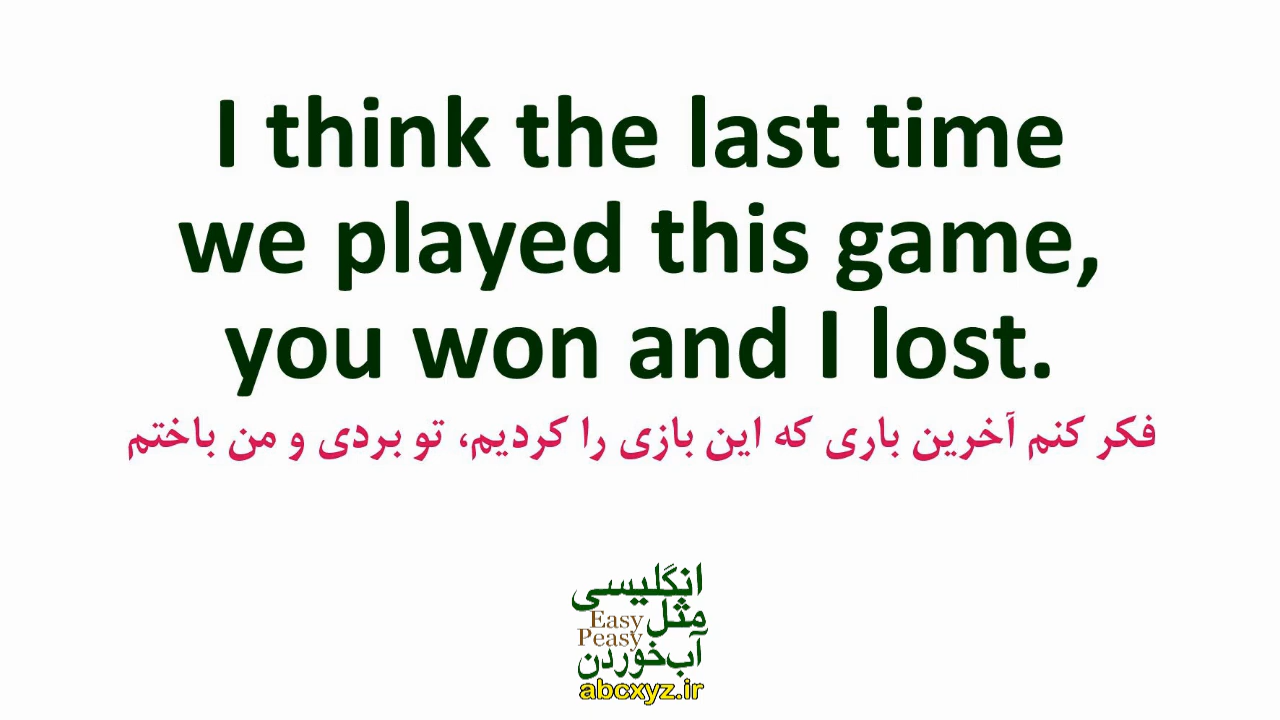 I think the last time
we played this game,
you won and I lost.
فکر کنم آخرین باری که این بازی را کردیم، تو بردی و من باختم
انگلیسی
مثل
Easy
Peasy
آب‌خوردن
abcxyz.ir